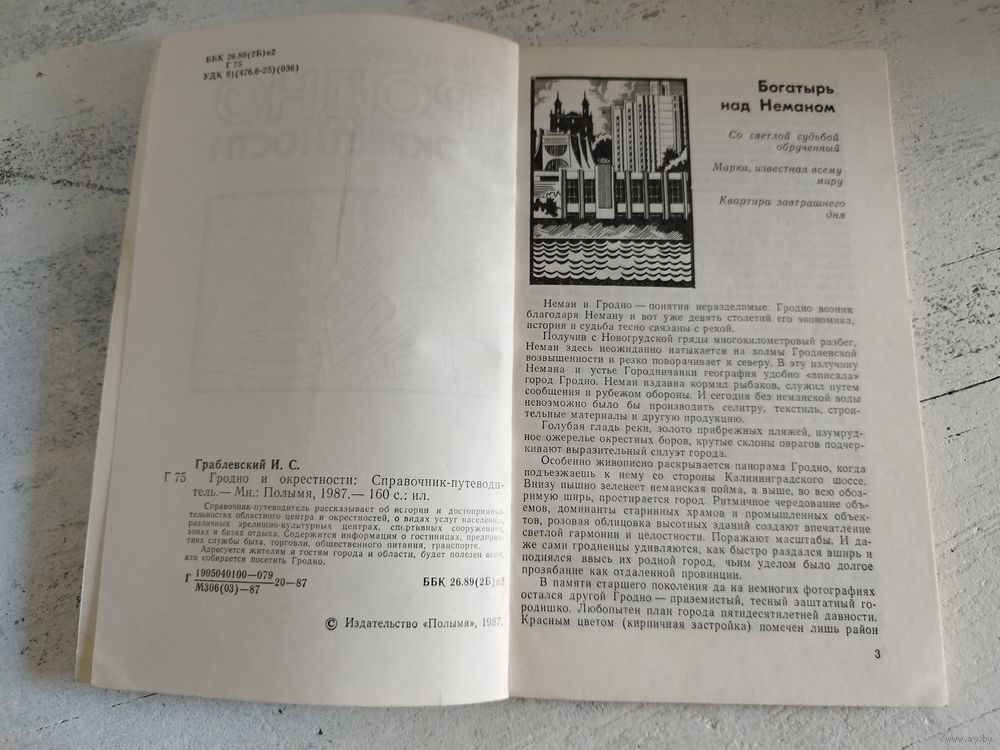 ББК 26.89(2Б)я2
Г 75
УДК 91(476.6-25)(036)
Граблевский И. С.
Г 75 Гродно и окрестности: Справочник-путеводи-
тель.— Мн.: Полымя, 1987.— 160 с.: ил.
Справочник-путеводитель рассказывает об истории и достопримеча-
тельностях областного центра и окрестностей, о видах услуг населению,
различных зрелищно-культурных центрах, спортивных сооружениях,
зонах и базах отдыха. Содержится информация о гостиницах, предприя-
тиях службы быта, торговли, общественного питания, транспорте.
Адресуется жителям и гостям города и области, будет полезен всем,
кто собирается посетить Гродно.
Г 1905040100—079
М306(03)—87
20—87
ББК 26.89(2Б)я2
© Издательство «Полымя», 1987.
Богатырь
над Неманом
Со светлой судьбой
обрученный
Марка, известная всему
миру
Квартира завтрашнего
дня
Неман и Гродно — понятия неразделимые. Гродно возник
благодаря Неману и вот уже девять столетий его экономика,
история и судьба тесно связаны с рекой.
Получив с Новогрудской гряды многокилометровый разбег,
Неман здесь неожиданно натыкается на холмы Гродненской
возвышенности и резко поворачивает к северу. В эту излучину
Немана и устье Городничанки география удобно «вписала»
город Гродно. Неман издавна кормил рыбаков, служил путем
сообщения и рубежом обороны. И сегодня без неманской воды
невозможно было бы производить селитру, текстиль, строи-
тельные материалы и другую продукцию.
Голубая гладь реки, золото прибрежных пляжей, изумруд-
ное ожерелье окрестных боров, крутые склоны оврагов подчер-
кивают выразительный силуэт города.
Особенно живописно раскрывается панорама Гродно, когда
подъезжаешь к нему со стороны Калининградского шоссе.
Внизу пышно зеленеет неманская пойма, а выше, во всю обоз-
римую ширь, простирается город. Ритмичное чередование объ-
емов, доминанты старинных храмов и промышленных объек-
тов, розовая облицовка высотных зданий создают впечатление
светлой гармонии и целостности. Поражают масштабы. И да-
же сами гродненцы удивляются, как быстро раздался вширь и
поднялся ввысь их родной город, чьим уделом было долгое
прозябание как отдаленной провинции.
В памяти старшего поколения да на немногих фотографиях
остался другой Гродно — приземистый, тесный заштатный го-
родишко. Любопытен план города пятидесятилетней давности.
Красным цветом (кирпичная застройка) помечен лишь район
3
www.ay.by